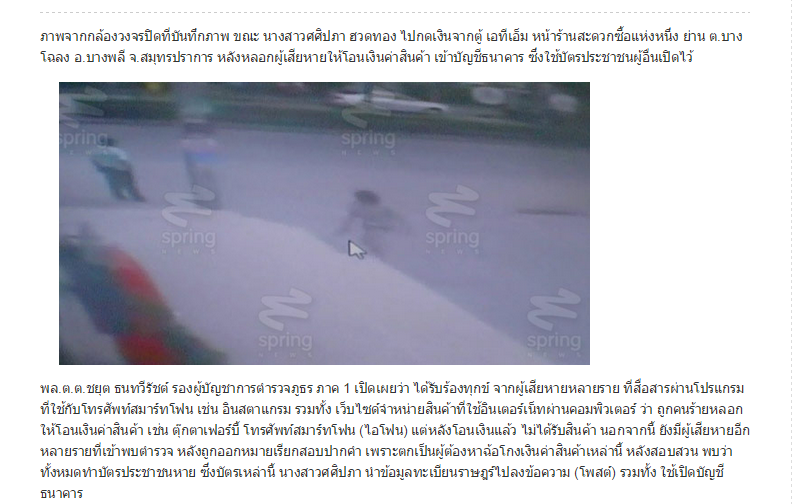 ภาพจากกล้องวงจรปิดที่บันทึกภาพ ขณะ นางสาวศศิปภา ฮวดทอง ไปกดเงินจากตู้ เอทีเอ็ม หน้าร้านสะดวกซื้อแห่งหนึ่ง ย่าน ต.บาง
โฉลง อ.บางพลี จ.สมุทรปราการ หลังหลอกผู้เสียหายให้โอนเงินค่าสินค้า เข้าบัญชีธนาคาร ซึ่งใช้บัตรประชาชนผู้อื่นเปิดไว้
spring
NEWS
spring
NEWS
spring
NEWS
spring
NEWS
spring
NEWS
spring
NEWS
พล.ต.ต.ชยุต ธนทวีรัชต์ รองผู้บัญชาการตำรวจภูธร ภาค 1 เปิดเผยว่า ได้รับร้องทุกข์ จากผู้เสียหายหลายราย ที่สื่อสารผ่านโปรแกรม
ที่ใช้กับโทรศัพท์สมาร์ทโฟน เช่น อินสตาแกรม รวมทั้ง เว็บไซต์จำหน่ายสินค้าที่ใช้อินเตอร์เน็ทผ่านคอมพิวเตอร์ ว่า ถูกคนร้ายหลอก
ให้โอนเงินค่าสินค้า เช่น ตุ๊กตาเฟอร์บี้ โทรศัพท์สมาร์ทโฟน (ไอโฟน) แต่หลังโอนเงินแล้ว ไม่ได้รับสินค้า นอกจากนี้ ยังมีผู้เสียหายอีก
หลายรายที่เข้าพบตำรวจ หลังถูกออกหมายเรียกสอบปากคำ เพราะตกเป็นผู้ต้องหาฉ้อโกงเงินค่าสินค้าเหล่านี้ หลังสอบสวน พบว่า
ทั้งหมดทำบัตรประชาชนหาย ซึ่งบัตรเหล่านี้ นางสาวศศิปภา นำข้อมูลทะเบียนราษฎร์ไปลงข้อความ (โพสต์) รวมทั้ง ใช้เปิดบัญชี
ธนาคาร